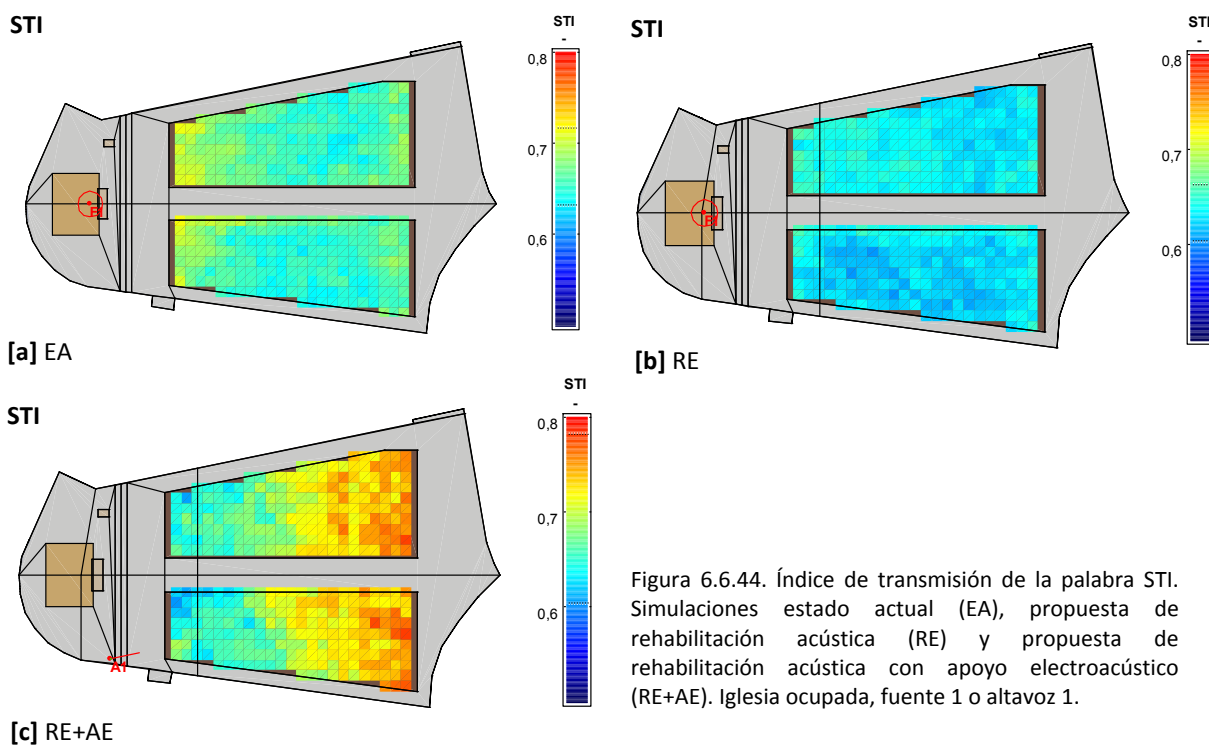 STI
STI
-
0,8
0,7
0,6
E1
[a] EA
STI
STI
-
0,8
0,7
0,6
E1
[b] RE
STI
STI
-
0,8
0,7
0,6
A1
[c] RE+AE
Figura 6.6.44. Índice de transmisión de la palabra STI.
Simulaciones estado actual (EA), propuesta de
rehabilitación acústica (RE) y propuesta de
rehabilitación acústica con apoyo electroacústico
(RE+AE). Iglesia ocupada, fuente 1 o altavoz 1.